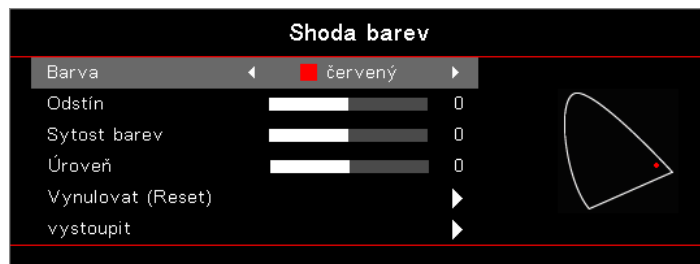 Shoda barev
Barva červený
Odstín 0
Sytost barev 0
Úroveň 0
Vynulovat (Reset)
vystoupit